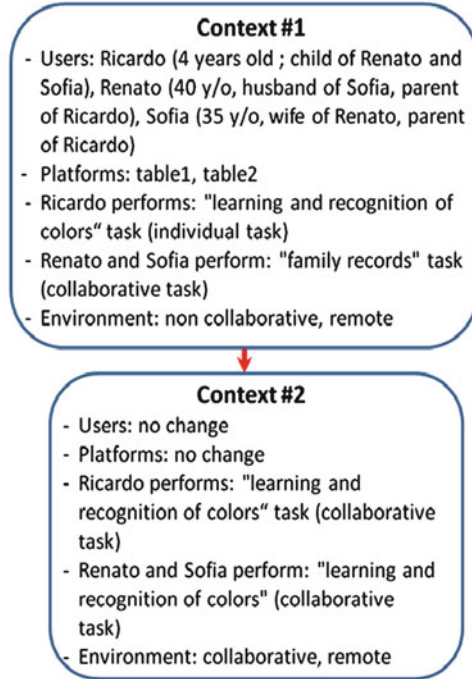 Context #1
- Users: Ricardo (4 years old ; child of Renato and
Sofia), Renato (40 y/o, husband of Sofia, parent
of Ricardo), Sofia (35 y/o, wife of Renato, parent
of Ricardo)
- Platforms: table1, table2
- Ricardo performs: "learning and recognition of
colors“ task (individual task)
- Renato and Sofia perform: "family records" task
(collaborative task)
- Environment: non collaborative, remote
Context #2
- Users: no change
- Platforms: no change
- Ricardo performs: "learning and
recognition of colors“ task (collaborative
task)
- Renato and Sofia perform: "learning and
recognition of colors" (collaborative
task)
- Environment: collaborative, remote